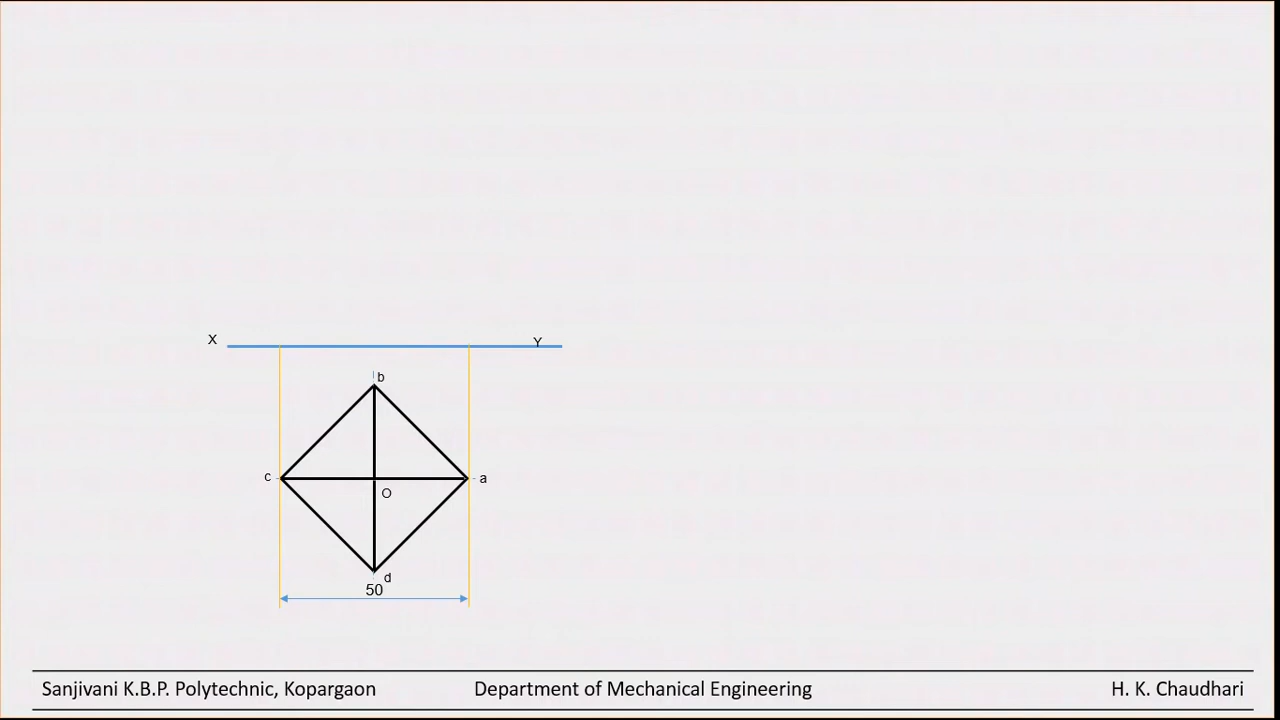 X
Y
b
c
a
O
d
50
Sanjivani K.B.P. Polytechnic, Kopargaon
Department of Mechanical Engineering
H. K. Chaudhari